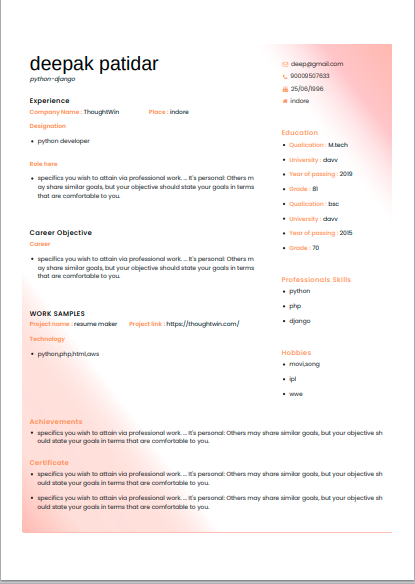 deepak patidar
python-django
Experience
Company Name : ThoughtWin Place : indore
Designation
• python developer
Role here
• specifics you wish to attain via professional work. ... It's personal: Others m
ay share similar goals, but your objective should state your goals in terms
that are comfortable to you.
Career Objective
Career
• specifics you wish to attain via professional work. ... It's personal: Others m
ay share similar goals, but your objective should state your goals in terms
that are comfortable to you.
WORK SAMPLES
Project name : resume maker Project link : https://thoughtwin.com/
Technology
• python,php,html,aws
deep@gmail.com
90009507633
25/06/1996
indore
Education
• Qualication : M.tech
• University : davv
• Year of passing : 2019
• Grade : 81
• Qualication : bsc
• University : davv
• Year of passing : 2015
• Grade : 70
Professionals Skills
• python
• php
• django
Hobbies
• movi,song
• ipl
• wwe
Achievements
• specifics you wish to attain via professional work. ... It's personal: Others may share similar goals, but your objective sh
ould state your goals in terms that are comfortable to you.
Certificate
• specifics you wish to attain via professional work. ... It's personal: Others may share similar goals, but your objective sh
ould state your goals in terms that are comfortable to you.
• specifics you wish to attain via professional work. ... It's personal: Others may share similar goals, but your objective sh
ould state your goals in terms that are comfortable to you.